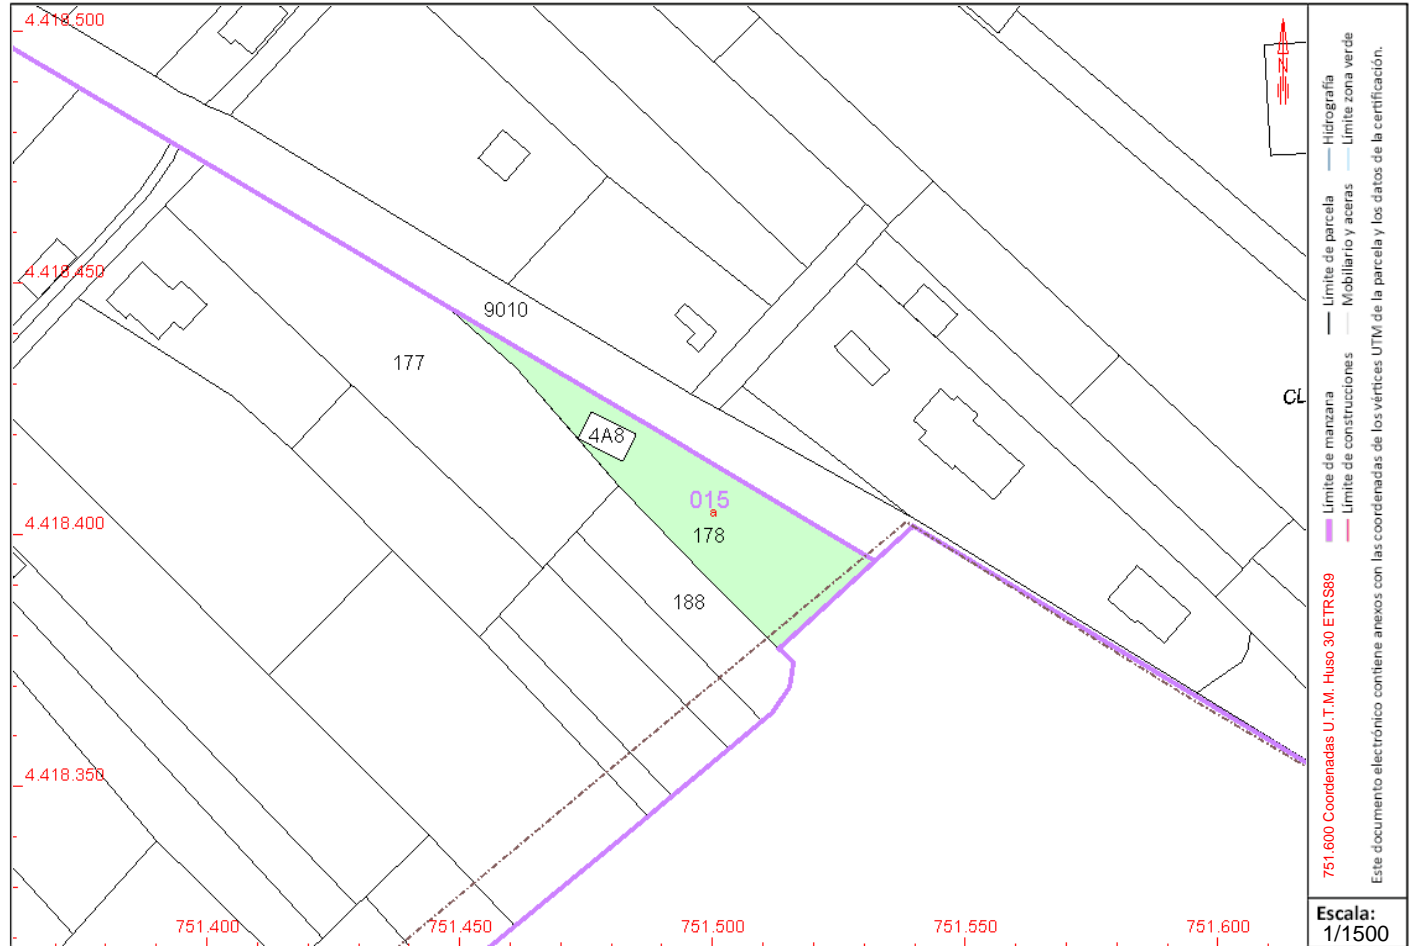 4.418.500
4.418.450
9010
177
CL
4A8
015
a
178
4.418.400
188
4.418.350
751.400
751.450
751.500
751.550
751.600
N
Hidrografía
Límite zona verde
Límite de parcela
Mobiliario y aceras
Límite de manzana
Límite de construcciones
751.600 Coordenadas U.T.M. Huso 30 ETRS89
Este documento electrónico contiene anexos con las coordenadas de los vértices UTM de la parcela y los datos de la certificación.
Escala:
1/1500